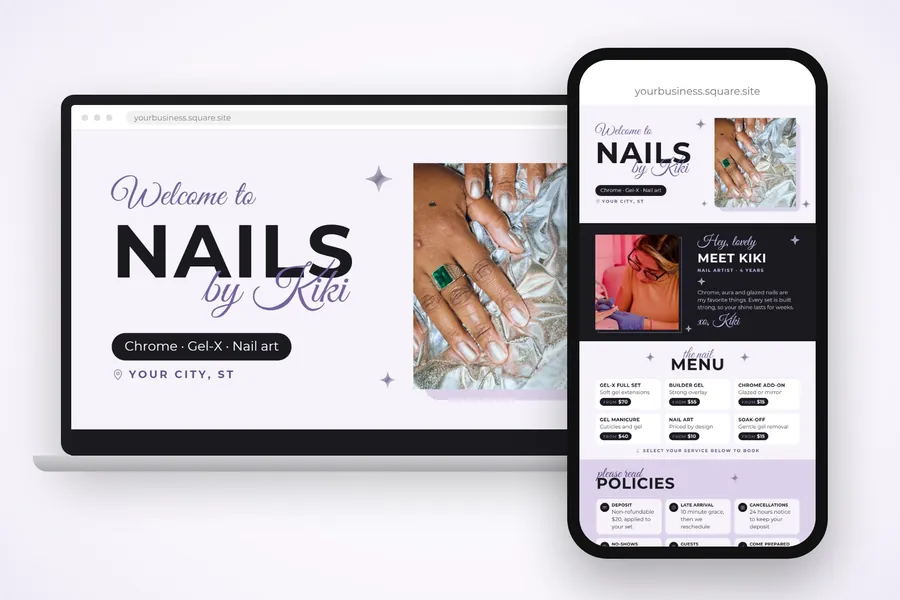 yourbusiness.square.site
Welcome to
NAILS
by Kiki
Chrome · Gel-X · Nail art
YOUR CITY, ST
yourbusiness.square.site
Welcome to
NAILS
by Kiki
Chrome · Gel-X · Nail art
YOUR CITY, ST
Hey, lovely
MEET KIKI
NAIL ARTIST · 4 YEARS
Chrome, aura and glazed nails are
my favorite things. Every set is built
strong, so your shine lasts for weeks.
xo, Kiki
the nail
MENU
GEL-X FULL SET
Soft gel extensions
FROM $70
BUILDER GEL
Strong overlay
FROM $55
CHROME ADD-ON
Glazed or mirror
FROM $15
GEL MANICURE
Cuticles and gel
FROM $40
NAIL ART
Priced by design
FROM $10
SOAK-OFF
Gentle gel removal
FROM $15
SELECT YOUR SERVICE BELOW TO BOOK
please read
POLICIES
DEPOSIT
Non-refundable
$20, applied to
your set
LATE ARRIVAL
10 minute grace,
then we
reschedule
CANCELLATIONS
24 hours notice
to keep your
deposit
NO-SHOWS
GUESTS
COME PREPARED